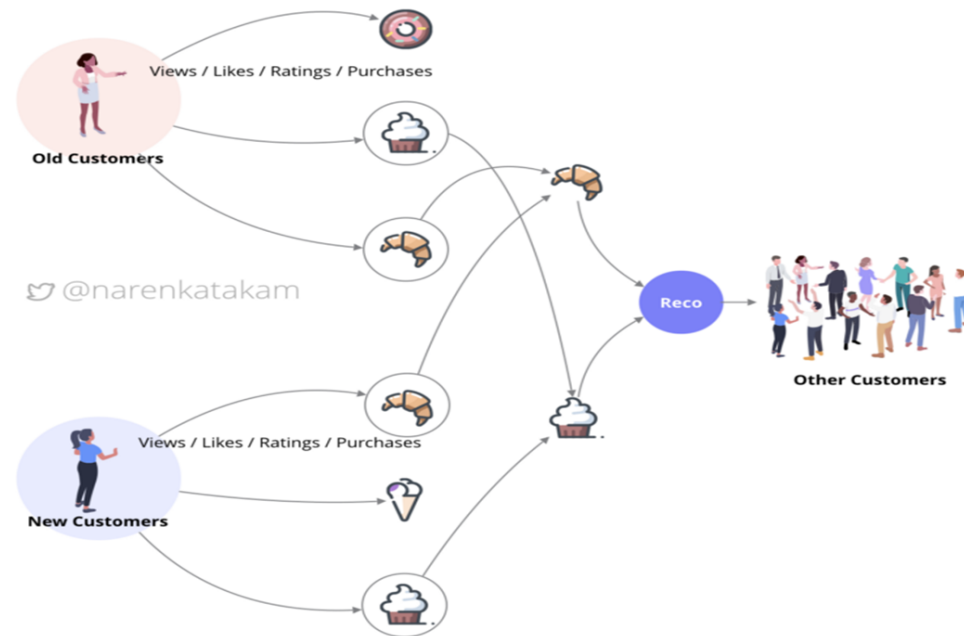 Views / Likes / Ratings / Purchases
Old Customers
@narenkatakam
Reco
Other Customers
Views / Likes / Ratings / Purchases
New Customers